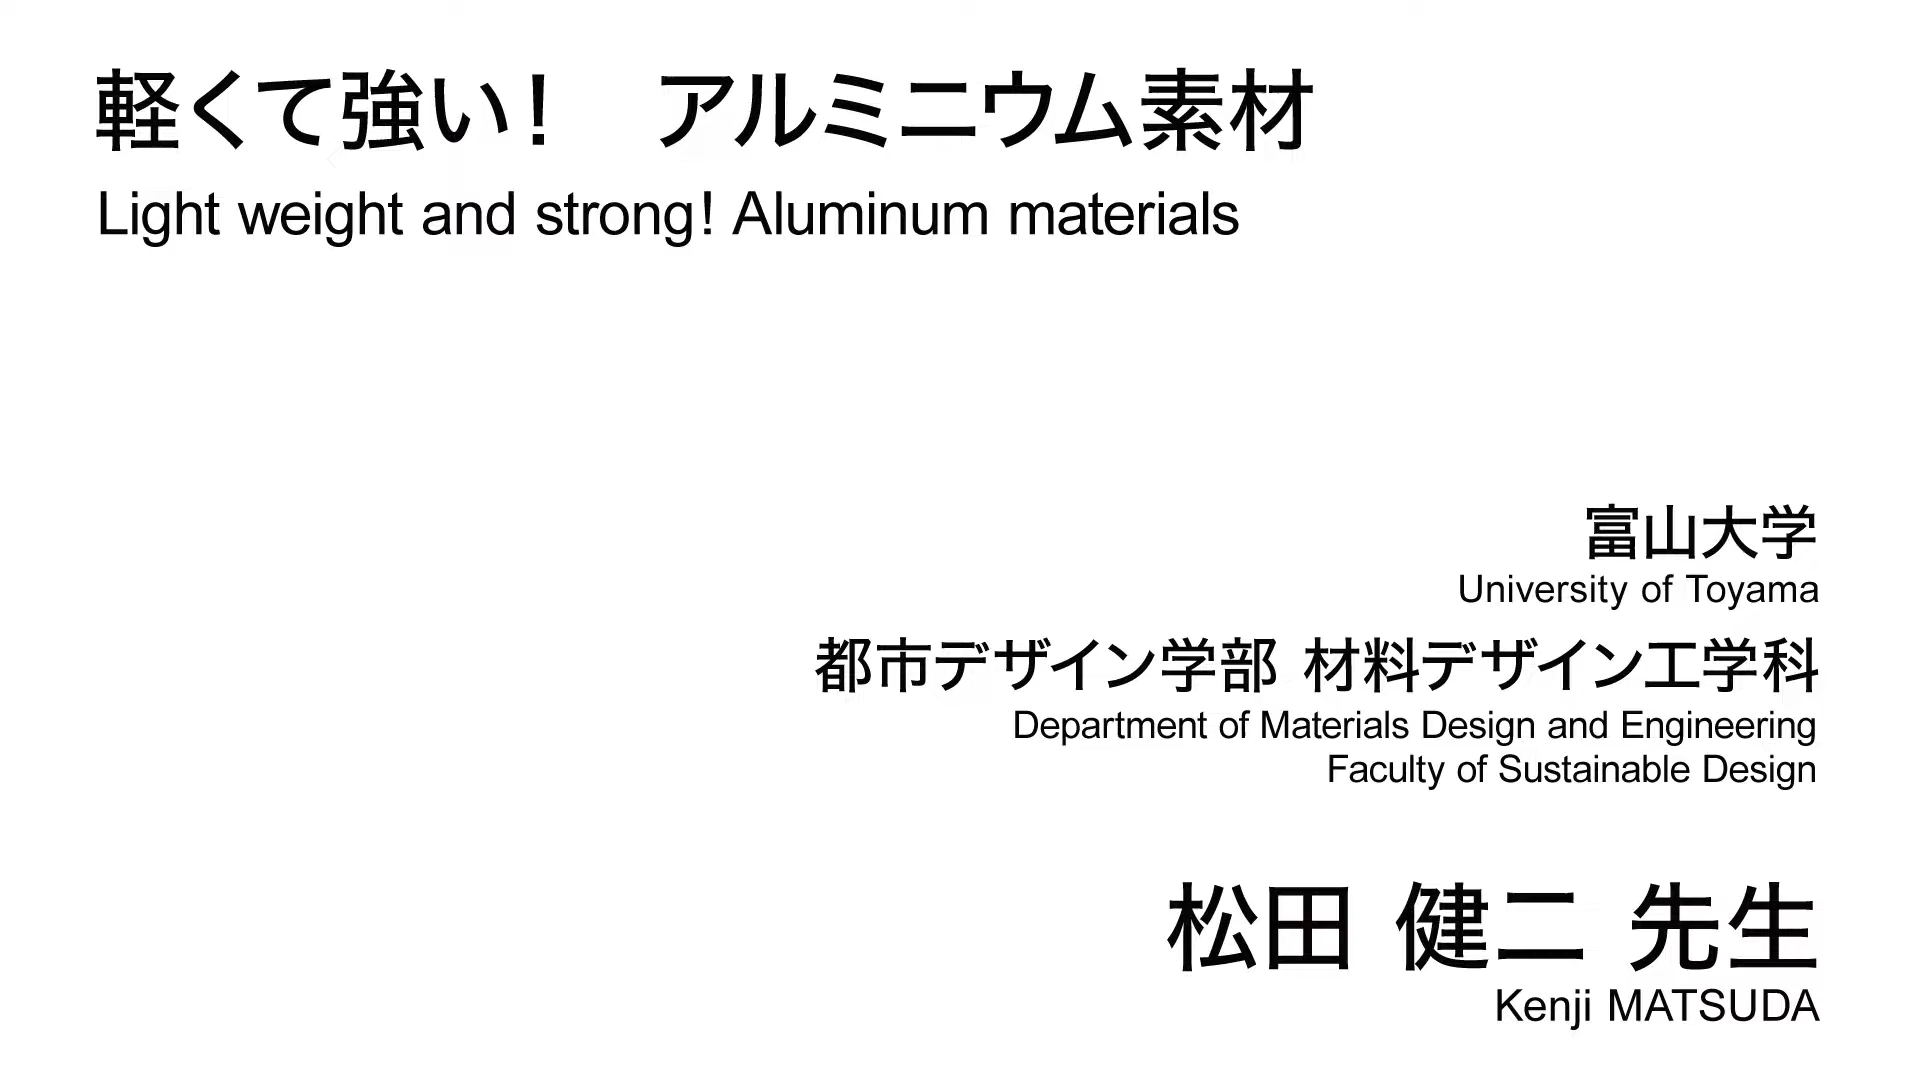 軽くて強い！　アルミニウム素材
Light weight and strong! Aluminum materials
富山大学
University of Toyama
都市デザイン学部 材料デザイン工学科
Department of Materials Design and Engineering
Faculty of Sustainable Design
松田 健二 先生
Kenji MATSUDA